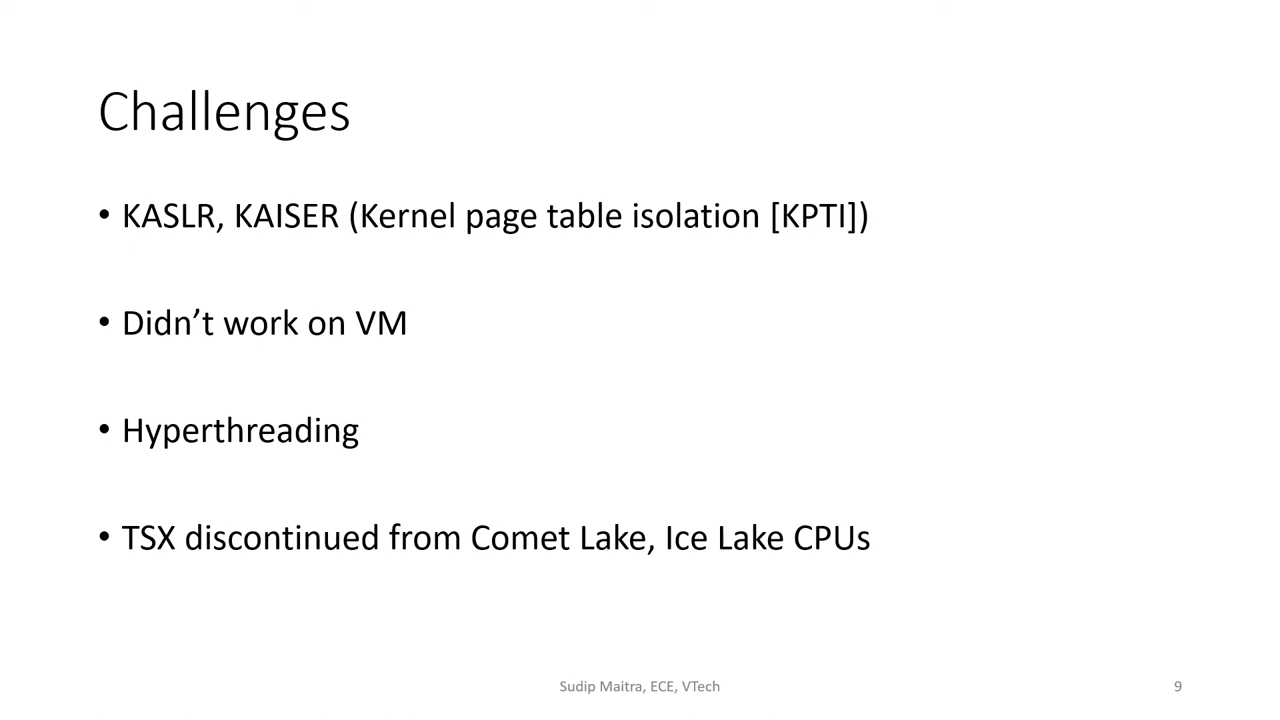 Challenges
• KASLR, KAISER (Kernel page table isolation [KPTI])
• Didn’t work on VM
• Hyperthreading
• TSX discontinued from Comet Lake, Ice Lake CPUs
Sudip Maitra, ECE, VTech
9